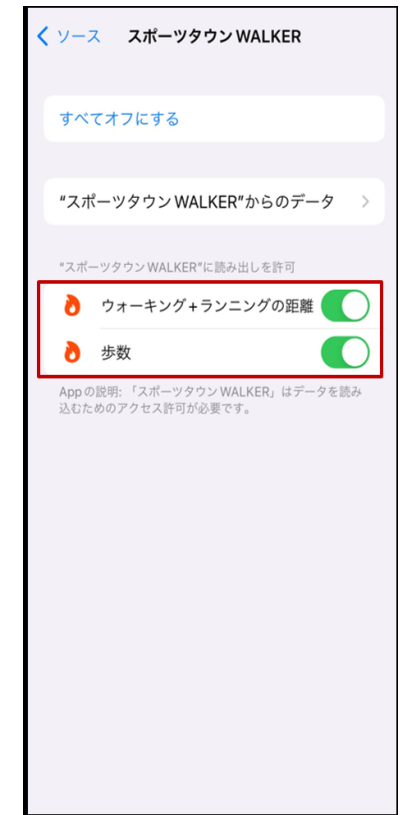 ソース スポーツタウン WALKER
すべてオフにする
“スポーツタウン WALKER”からのデータ
“スポーツタウン WALKER”に読み出しを許可
ウォーキング+ランニングの距離
歩数
App の説明: 「スポーツタウン WALKER」はデータを読み
込むためのアクセス許可が必要です。